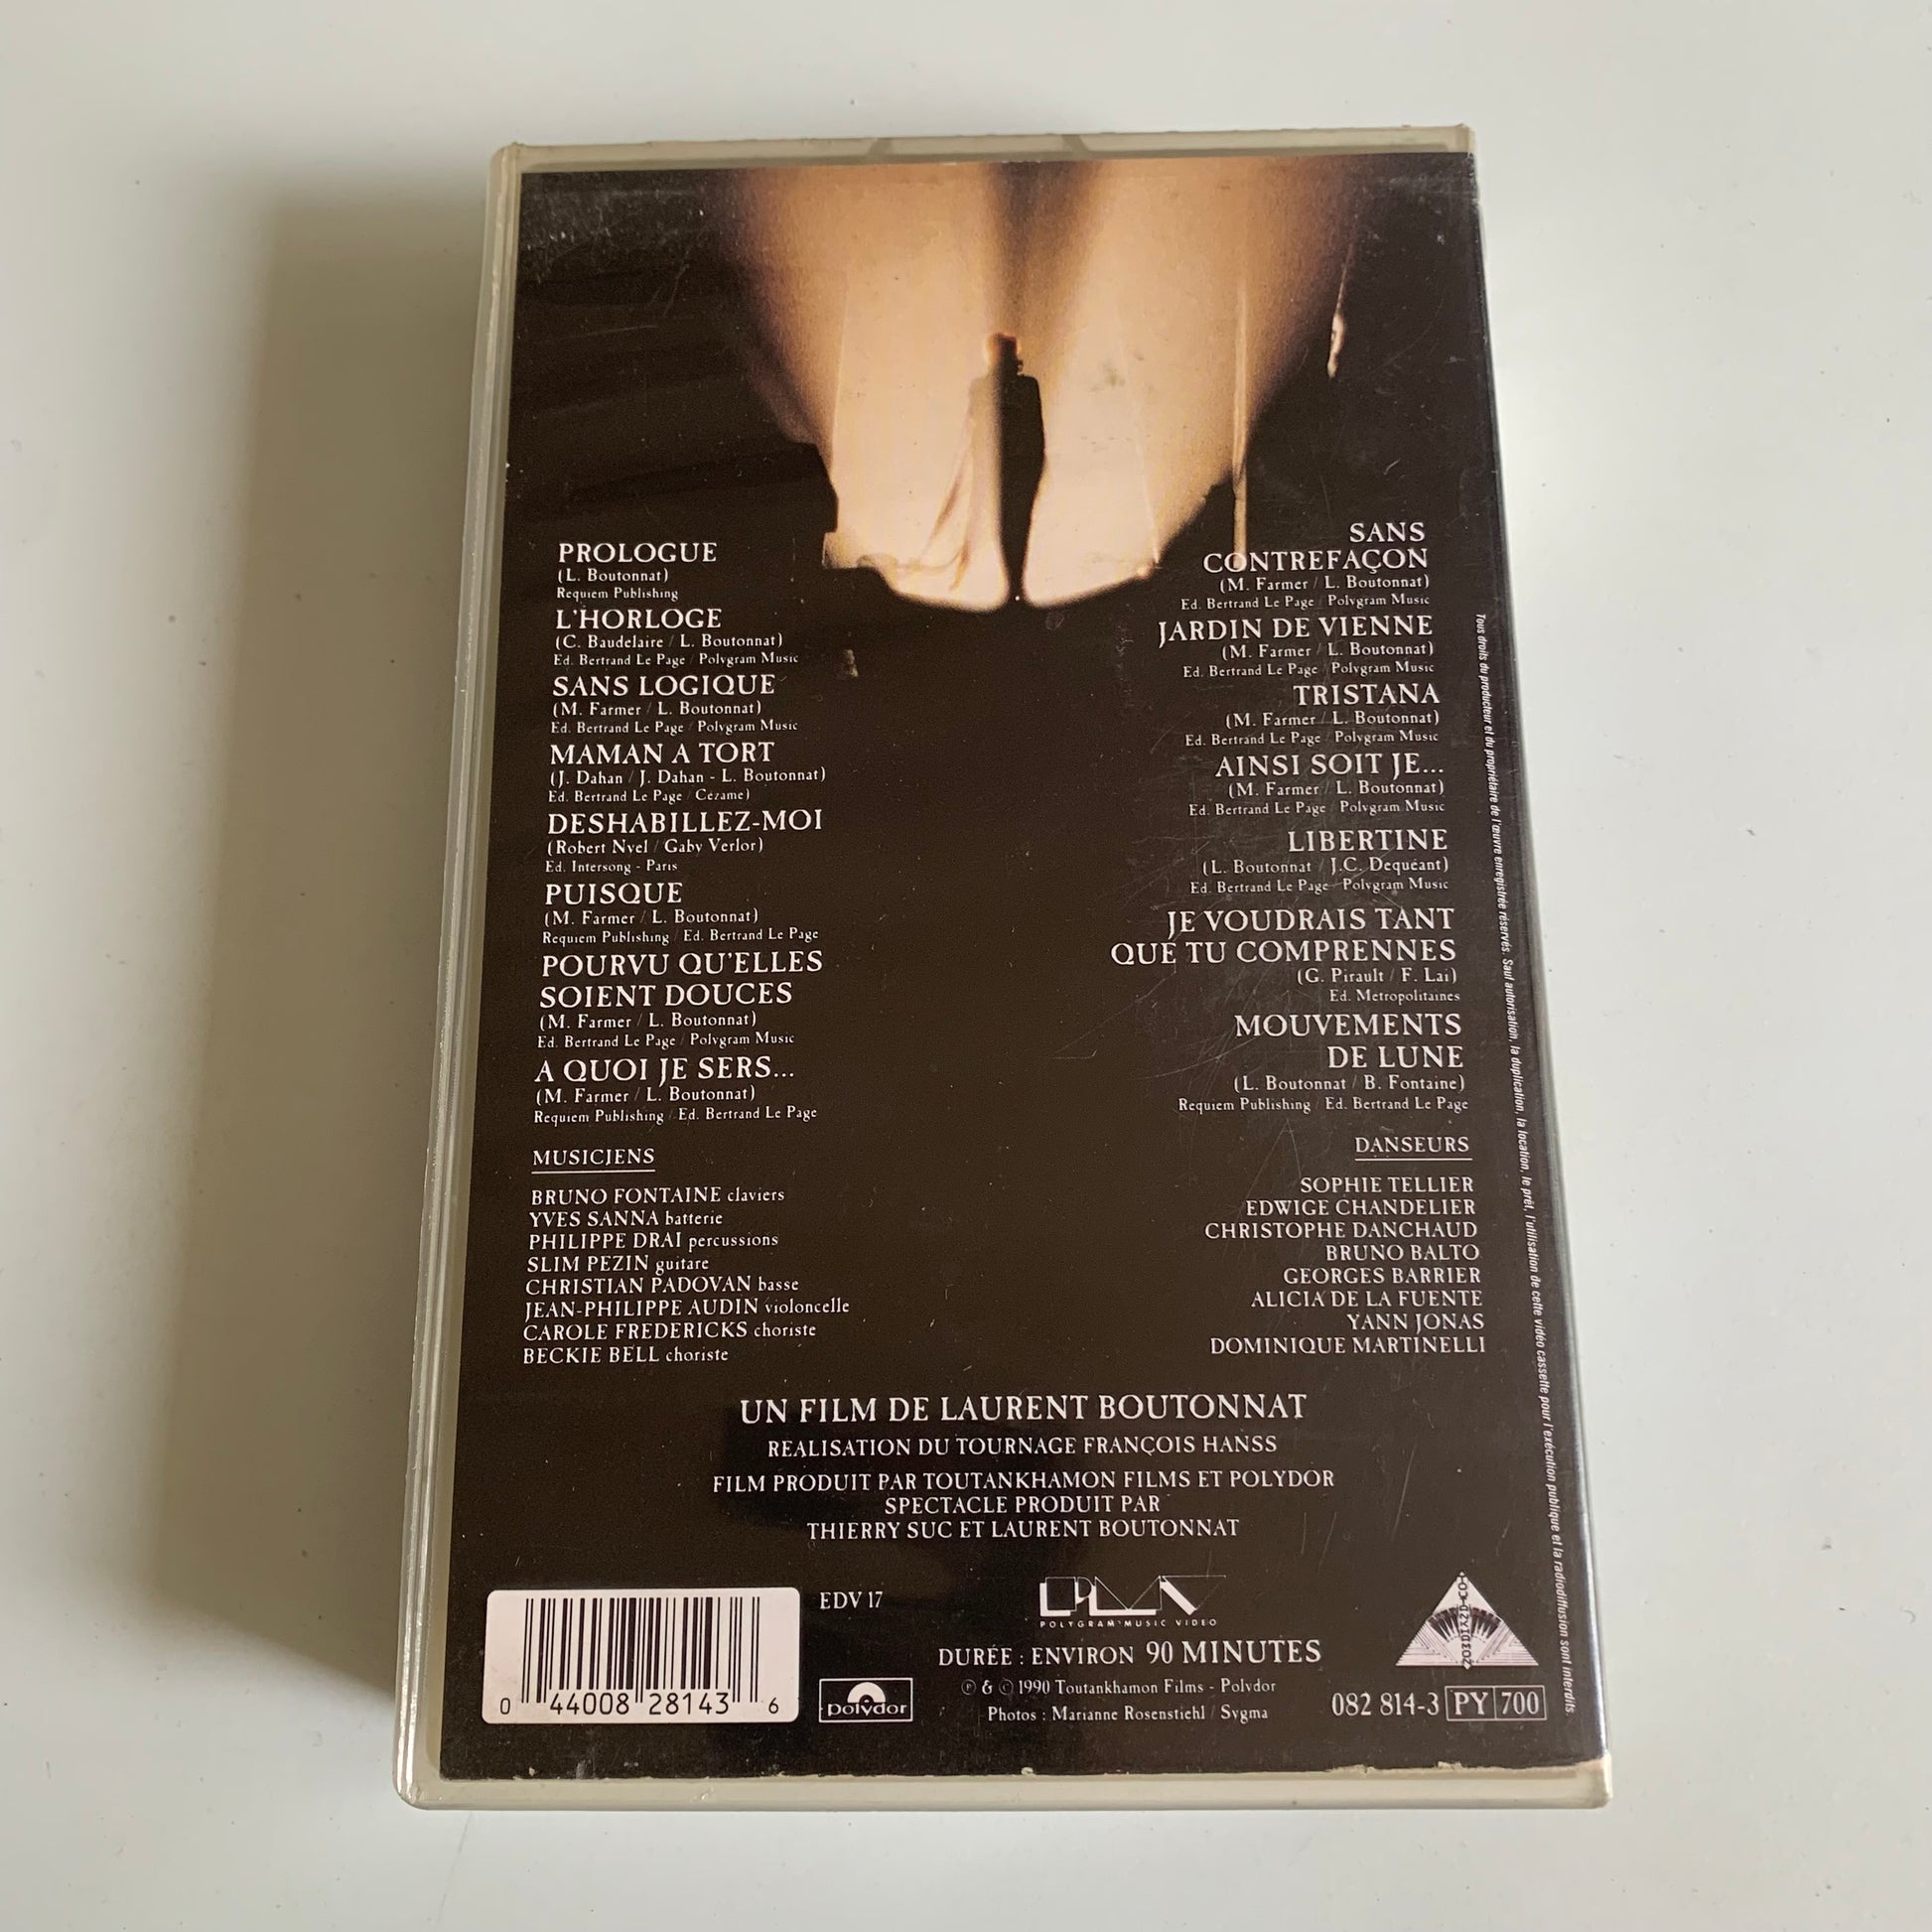 PROLOGUE
(L. Boutonnat)
Requiem Publishing
L'HORLOGE
(C. Baudelaire / L. Boutonnat)
Ed. Bertrand Le Page / Polygram Music
SANS LOGIQUE
(M. Farmer / L. Boutonnat)
Ed. Bertrand Le Page / Polygram Music
MAMAN A TORT
(J. Dahan / J. Dahan - L. Boutonnat)
Ed. Bertrand Le Page / Cézame)
DESHABILLEZ-MOI
(Robert Nyel / Gaby Verlor)
Ed. Intersong - Paris
PUISQUE
(M. Farmer / L. Boutonnat)
Requiem Publishing / Ed. Bertrand Le Page
POURVU QU'ELLES
SOIENT DOUCES
(M. Farmer / L. Boutonnat)
Ed. Bertrand Le Page / Polygram Music
A QUOI JE SERS...
(M. Farmer / L. Boutonnat)
Requiem Publishing / Ed. Bertrand Le Page
SANS
CONTREFAÇON
(M. Farmer / L. Boutonnat)
Ed. Bertrand Le Page / Polygram Music
JARDIN DE VIENNE
(M. Farmer / L. Boutonnat)
Ed. Bertrand Le Page / Polygram Music
TRISTANA
(M. Farmer / L. Boutonnat)
Ed. Bertrand Le Page / Polygram Music
AINSI SOIT JE...
(M. Farmer / L. Boutonnat)
Ed. Bertrand Le Page / Polygram Music
LIBERTINE
(L. Boutonnat / J.C. Dequéant)
Ed. Bertrand Le Page / Polygram Music
JE VOUDRAIS TANT
QUE TU COMPRENNES
(G. Pirault / F. Lai)
Ed. Metropolitaines
MOUVEMENTS
DE LUNE
(L. Boutonnat / B. Fontaine)
Requiem Publishing / Ed. Bertrand Le Page
MUSICIENS
BRUNO FONTAINE claviers
YVES SANNA batterie
PHILIPPE DRAI percussions
SLIM PEZIN guitare
CHRISTIAN PADOVAN basse
JEAN-PHILIPPE AUDIN violoncelle
CAROLE FREDERICKS choriste
BECKIE BELL choriste
DANSEURS
SOPHIE TELLIER
EDWIGE CHANDELIER
CHRISTOPHE DANCHAUD
BRUNO BALTO
GEORGES BARRIER
ALICIA DE LA FUENTE
YANN JONAS
DOMINIQUE MARTINELLI
UN FILM DE LAURENT BOUTONNAT
REALISATION DU TOURNAGE FRANÇOIS HANSS
FILM PRODUIT PAR TOUTANKHAMON FILMS ET POLYDOR
SPECTACLE PRODUIT PAR
THIERRY SUC ET LAURENT BOUTONNAT
0 44008 28143 6
EDV 17
polydor
PMV
POLYGRAM MUSIC VIDEO
DURÉE : ENVIRON 90 MINUTES
℗ & © 1990 Toutankhamon Films - Polydor
Photos : Marianne Rosenstiehl / Sygma
082 814-3 PY 700
Tous droits du producteur et du propriétaire de l'œuvre enregistrée réservés. Sauf autorisation, la duplication, la location, le prêt, l'utilisation de cette vidéo cassette pour l'exécution publique et la radiodiffusion sont interdits